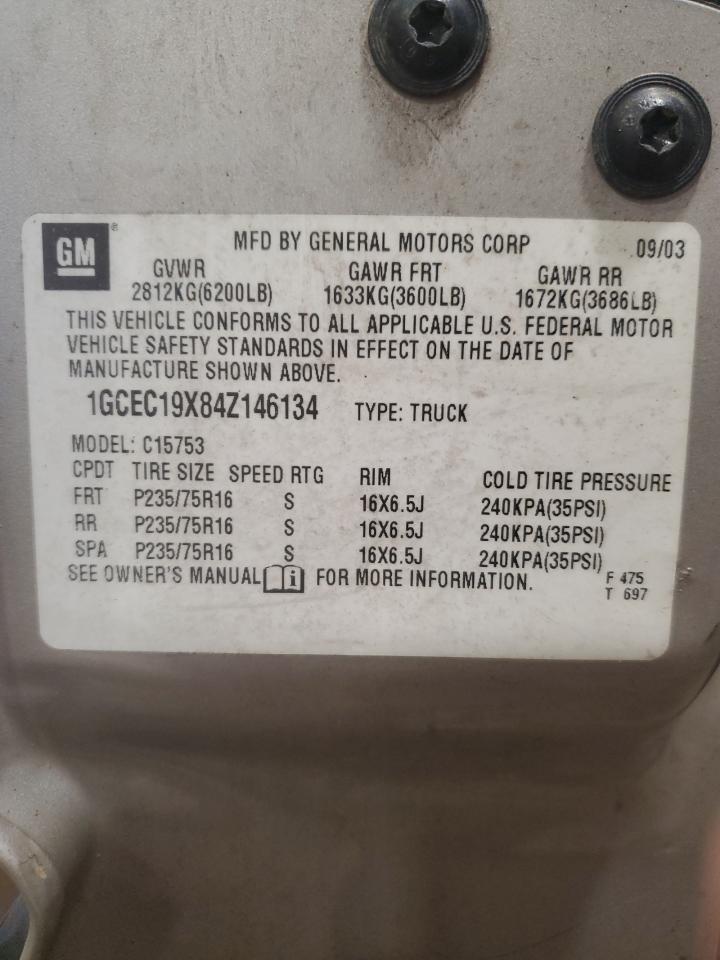 GM ®
MFD BY GENERAL MOTORS CORP 09/03
GVWR GAWR FRT GAWR RR
2812KG(6200LB) 1633KG(3600LB) 1672KG(3686LB)
THIS VEHICLE CONFORMS TO ALL APPLICABLE U.S. FEDERAL MOTOR
VEHICLE SAFETY STANDARDS IN EFFECT ON THE DATE OF
MANUFACTURE SHOWN ABOVE.
1GCEC19X84Z146134 TYPE: TRUCK
MODEL: C15753
CPDT TIRE SIZE SPEED RTG RIM COLD TIRE PRESSURE
FRT P235/75R16 S 16X6.5J 240KPA(35PSI)
RR P235/75R16 S 16X6.5J 240KPA(35PSI)
SPA P235/75R16 S 16X6.5J 240KPA(35PSI)
SEE OWNER'S MANUAL FOR MORE INFORMATION. F 475
T 697